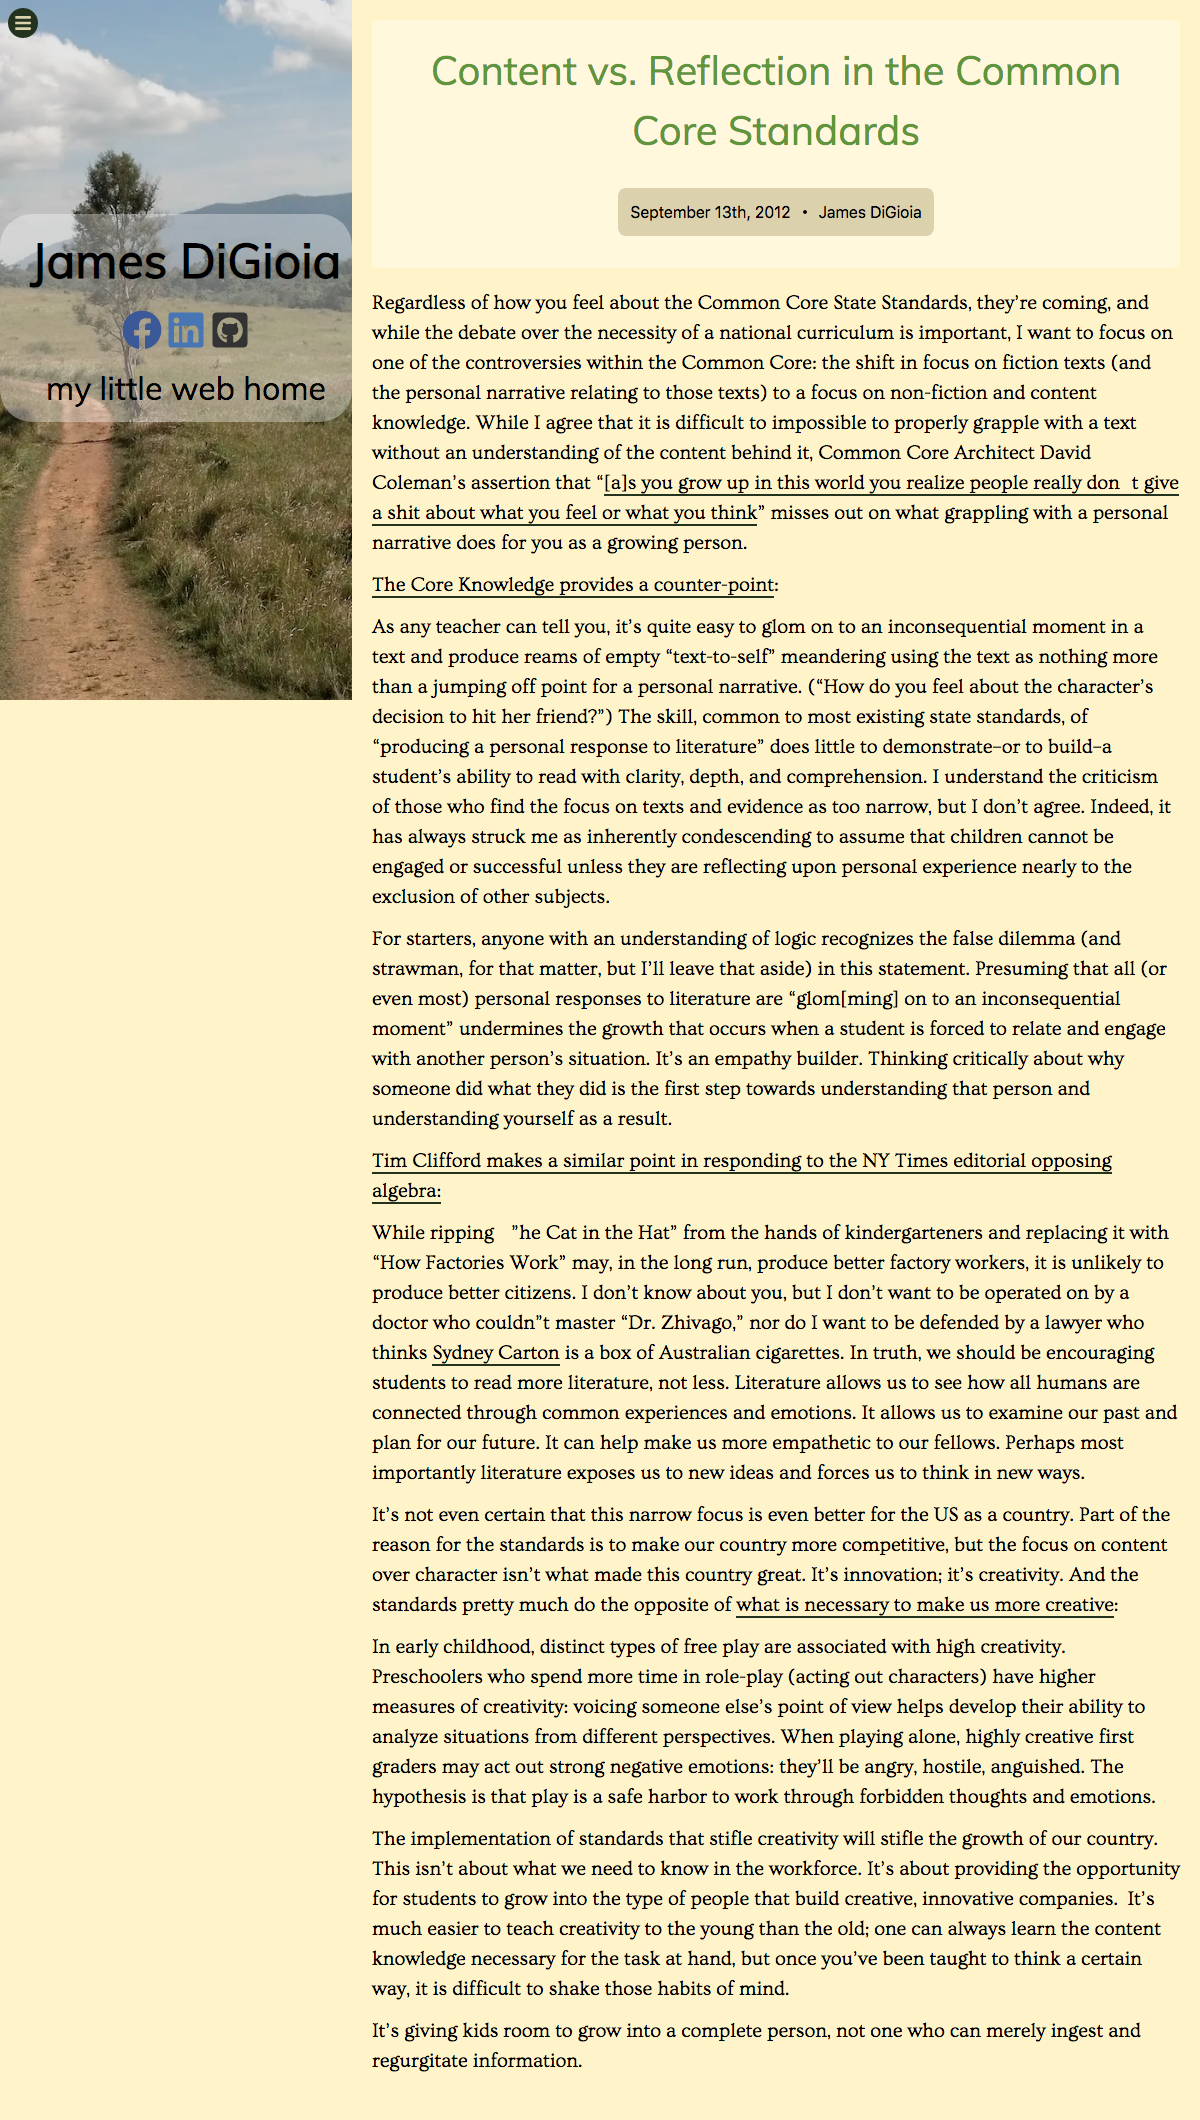 James DiGioia
my little web home
Content vs. Reflection in the Common
Core Standards
September 13th, 2012 • James DiGioia
Regardless of how you feel about the Common Core State Standards, they’re coming, and
while the debate over the necessity of a national curriculum is important, I want to focus on
one of the controversies within the Common Core: the shift in focus on fiction texts (and
the personal narrative relating to those texts) to a focus on non-fiction and content
knowledge. While I agree that it is difficult to impossible to properly grapple with a text
without an understanding of the content behind it, Common Core Architect David
Coleman’s assertion that “[a]s you grow up in this world you realize people really don  t give
a shit about what you feel or what you think” misses out on what grappling with a personal
narrative does for you as a growing person.
The Core Knowledge provides a counter-point:
As any teacher can tell you, it’s quite easy to glom on to an inconsequential moment in a
text and produce reams of empty “text-to-self” meandering using the text as nothing more
than a jumping off point for a personal narrative. (“How do you feel about the character’s
decision to hit her friend?”) The skill, common to most existing state standards, of
“producing a personal response to literature” does little to demonstrate–or to build–a
student’s ability to read with clarity, depth, and comprehension. I understand the criticism
of those who find the focus on texts and evidence as too narrow, but I don’t agree. Indeed, it
has always struck me as inherently condescending to assume that children cannot be
engaged or successful unless they are reflecting upon personal experience nearly to the
exclusion of other subjects.
For starters, anyone with an understanding of logic recognizes the false dilemma (and
strawman, for that matter, but I’ll leave that aside) in this statement. Presuming that all (or
even most) personal responses to literature are “glom[ming] on to an inconsequential
moment” undermines the growth that occurs when a student is forced to relate and engage
with another person’s situation. It’s an empathy builder. Thinking critically about why
someone did what they did is the first step towards understanding that person and
understanding yourself as a result.
Tim Clifford makes a similar point in responding to the NY Times editorial opposing
algebra:
While ripping   ”he Cat in the Hat” from the hands of kindergarteners and replacing it with
“How Factories Work” may, in the long run, produce better factory workers, it is unlikely to
produce better citizens. I don’t know about you, but I don’t want to be operated on by a
doctor who couldn”t master “Dr. Zhivago,” nor do I want to be defended by a lawyer who
thinks Sydney Carton is a box of Australian cigarettes. In truth, we should be encouraging
students to read more literature, not less. Literature allows us to see how all humans are
connected through common experiences and emotions. It allows us to examine our past and
plan for our future. It can help make us more empathetic to our fellows. Perhaps most
importantly literature exposes us to new ideas and forces us to think in new ways.
It’s not even certain that this narrow focus is even better for the US as a country. Part of the
reason for the standards is to make our country more competitive, but the focus on content
over character isn’t what made this country great. It’s innovation; it’s creativity. And the
standards pretty much do the opposite of what is necessary to make us more creative:
In early childhood, distinct types of free play are associated with high creativity.
Preschoolers who spend more time in role-play (acting out characters) have higher
measures of creativity: voicing someone else’s point of view helps develop their ability to
analyze situations from different perspectives. When playing alone, highly creative first
graders may act out strong negative emotions: they’ll be angry, hostile, anguished. The
hypothesis is that play is a safe harbor to work through forbidden thoughts and emotions.
The implementation of standards that stifle creativity will stifle the growth of our country.
This isn’t about what we need to know in the workforce. It’s about providing the opportunity
for students to grow into the type of people that build creative, innovative companies.  It’s
much easier to teach creativity to the young than the old; one can always learn the content
knowledge necessary for the task at hand, but once you’ve been taught to think a certain
way, it is difficult to shake those habits of mind.
It’s giving kids room to grow into a complete person, not one who can merely ingest and
regurgitate information.